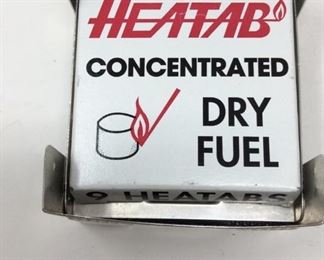 HEATAB
CONCENTRATED
DRY
FUEL
9 HEATABS